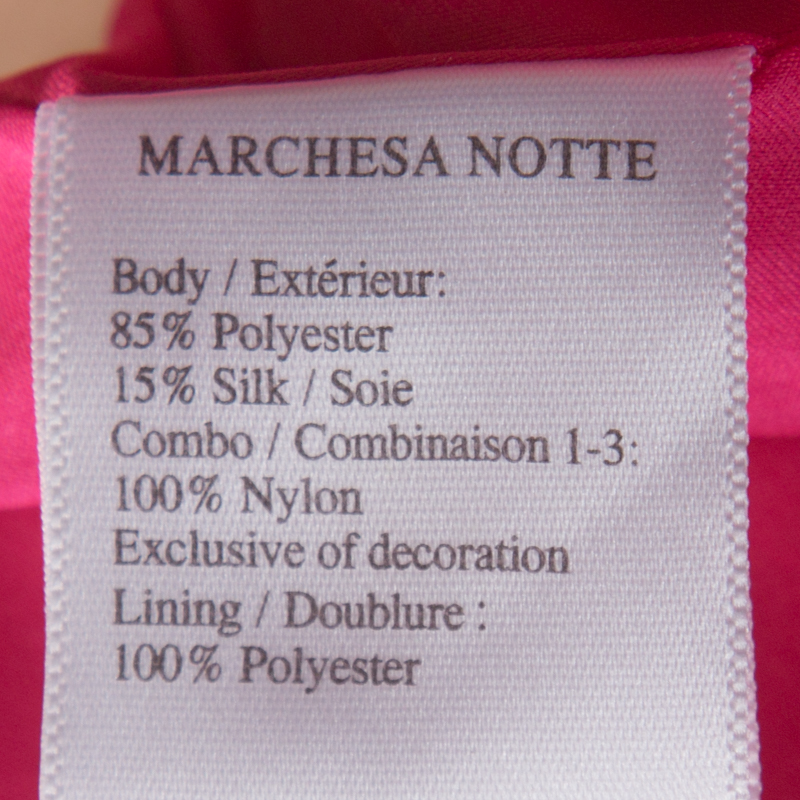 MARCHESA NOTTE
Body / Extérieur:
85% Polyester
15% Silk / Soie
Combo / Combinaison 1-3:
100% Nylon
Exclusive of decoration
Lining / Doublure :
100% Polyester